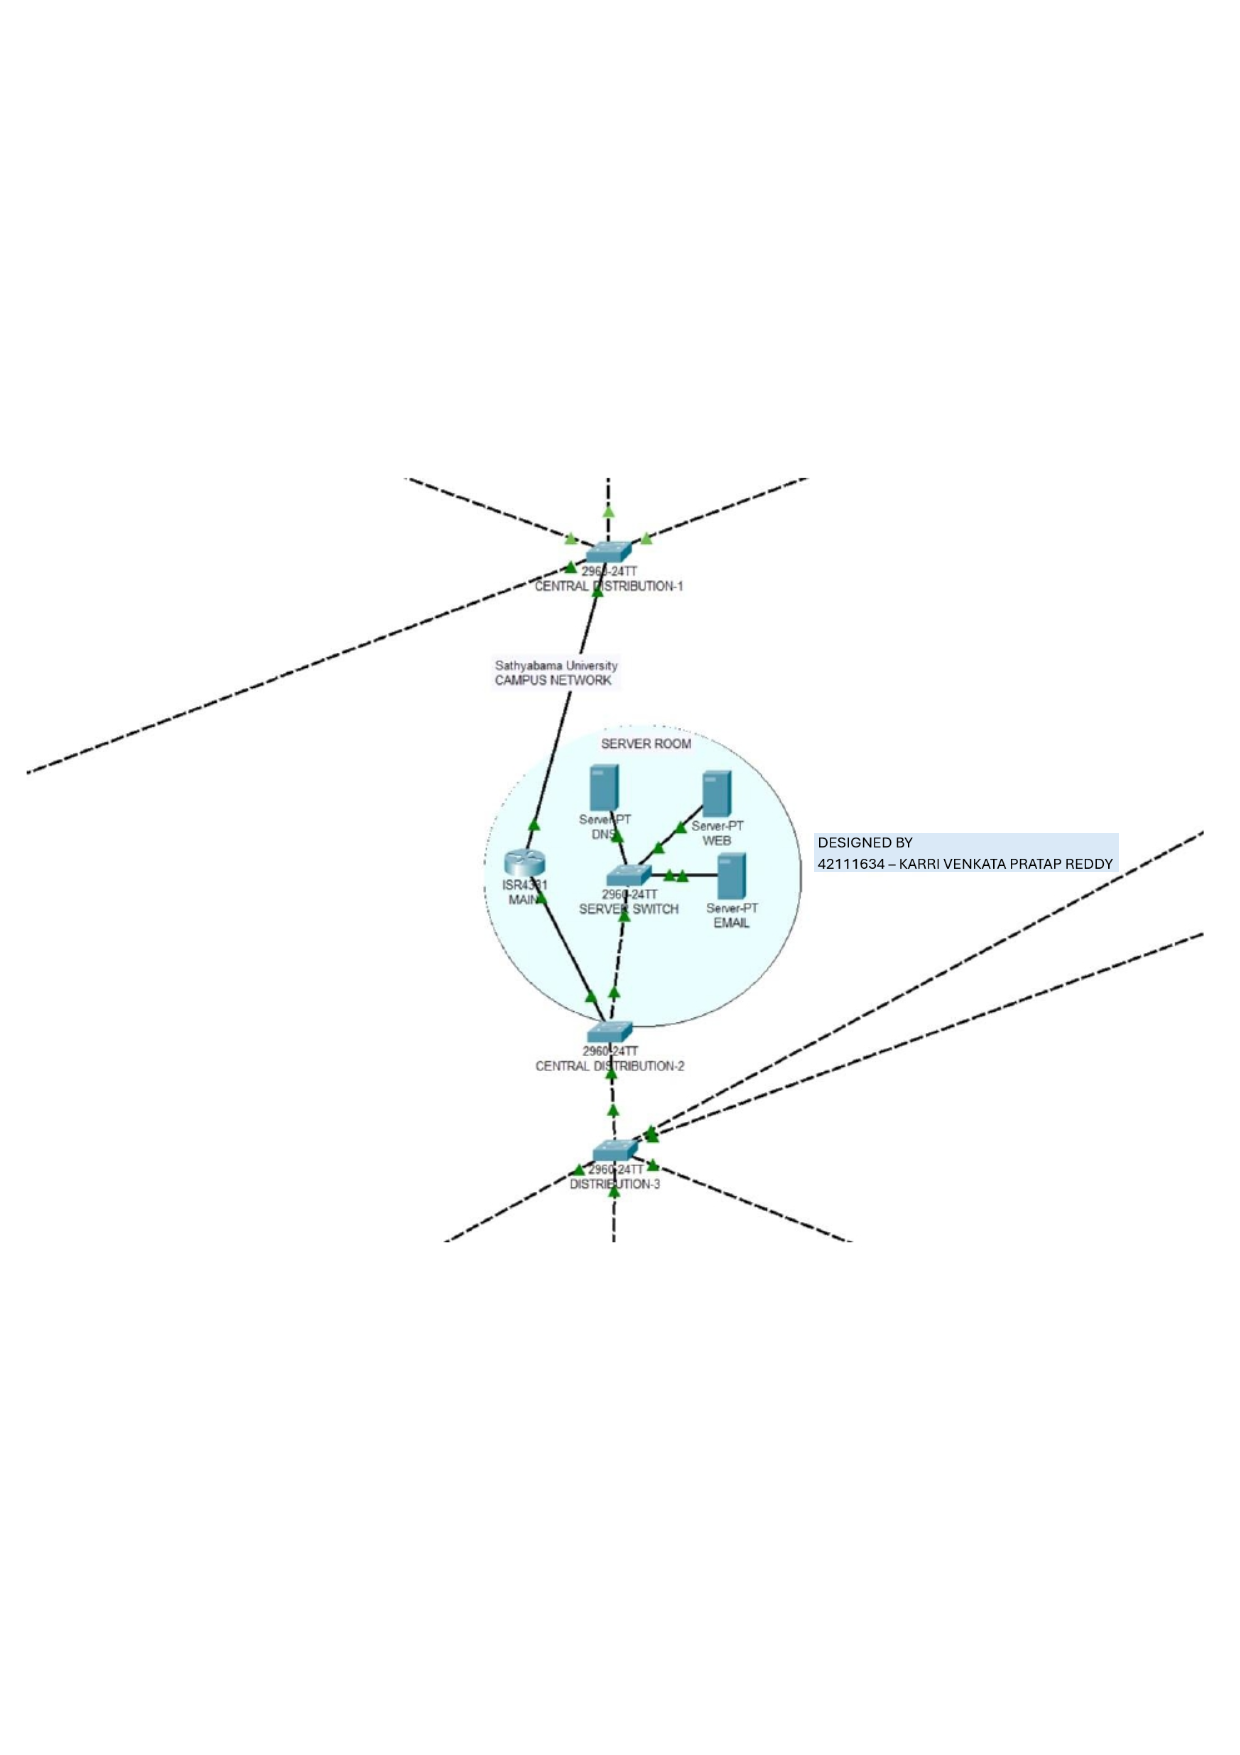 2960-24TT
CENTRAL DISTRIBUTION-1
Sathyabama University
CAMPUS NETWORK
SERVER ROOM
Server-PT
DNS
Server-PT
WEB
DESIGNED BY
42111634 – KARRI VENKATA PRATAP REDDY
ISR4331
MAIN
2960-24TT
SERVER SWITCH
Server-PT
EMAIL
2960-24TT
CENTRAL DISTRIBUTION-2
2960-24TT
DISTRIBUTION-3